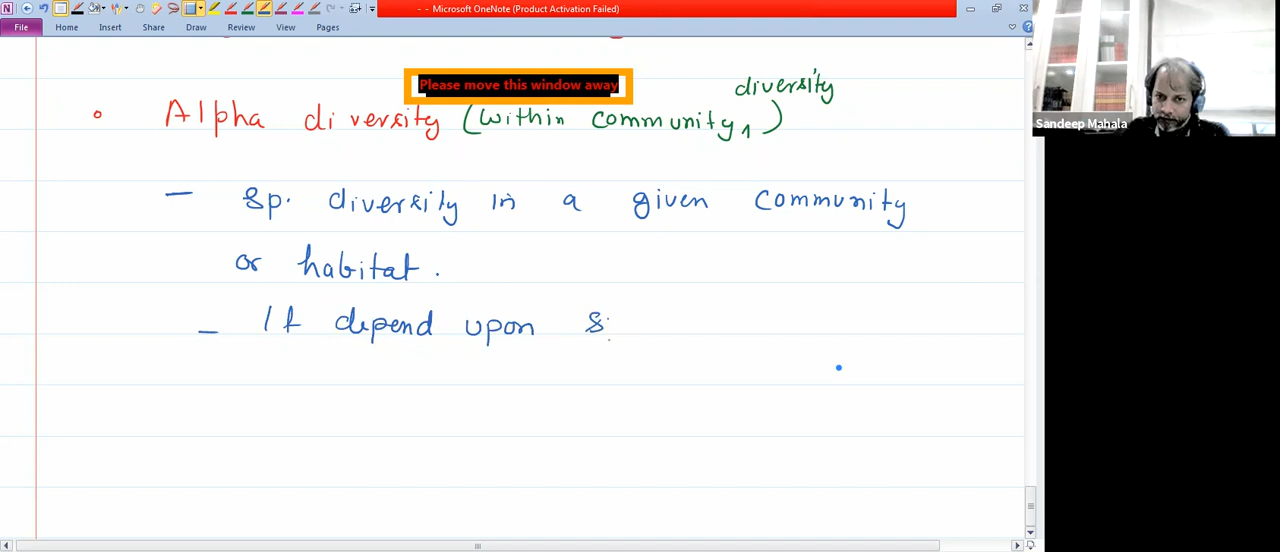 - - Microsoft OneNote (Product Activation Failed)
File Home Insert Share Draw Review View Pages
Please move this window away
diversity
• Alpha diversity (within community, )
Sandeep Mahala
- sp. diversity in a given community
or habitat.
- It depend upon s